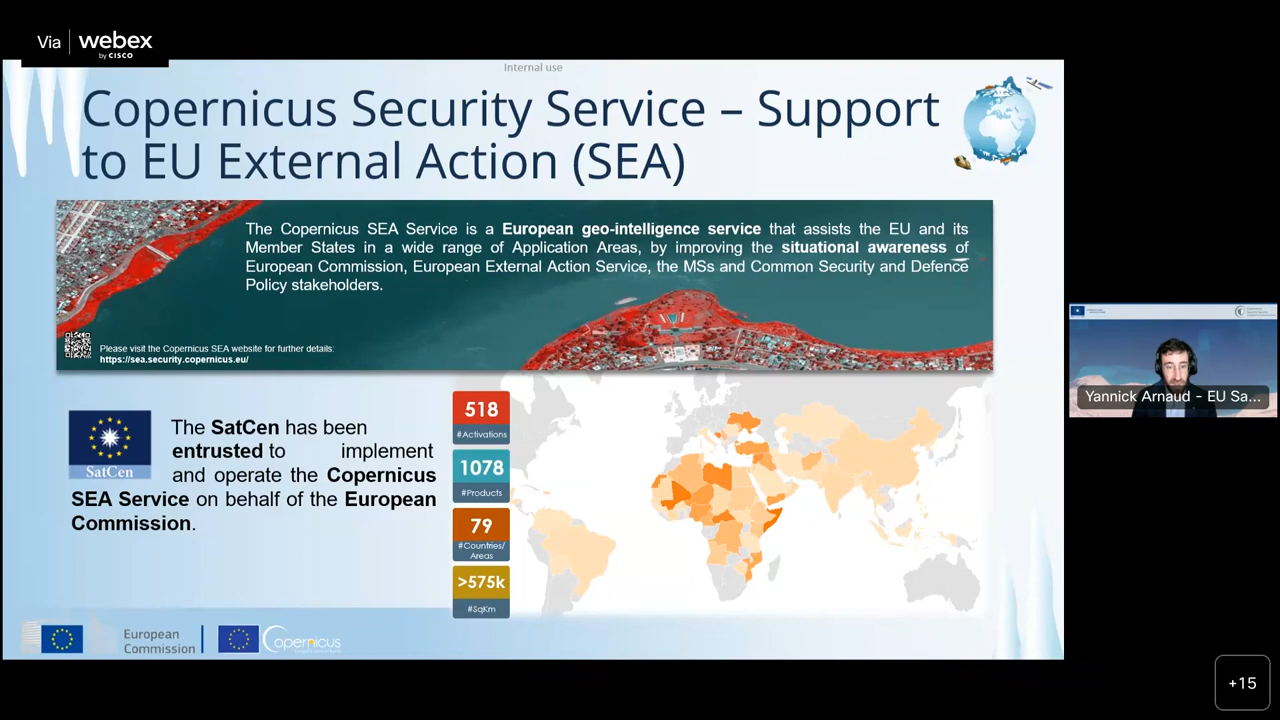 Via webex
by CISCO
Internal use
Copernicus Security Service – Support
to EU External Action (SEA)
The Copernicus SEA Service is a European geo-intelligence service that assists the EU and its
Member States in a wide range of Application Areas, by improving the situational awareness of
European Commission, European External Action Service, the MSs and Common Security and Defence
Policy stakeholders.
Please visit the Copernicus SEA website for further details:
https://sea.security.copernicus.eu/
SatCen
The SatCen has been
entrusted to implement
and operate the Copernicus
SEA Service on behalf of the European
Commission.
518
#Activations
1078
#Products
79
#Countries/
Areas
>575k
#SqKm
European
Commission
opernicus
Yannick Arnaud - EU Sa...
+15